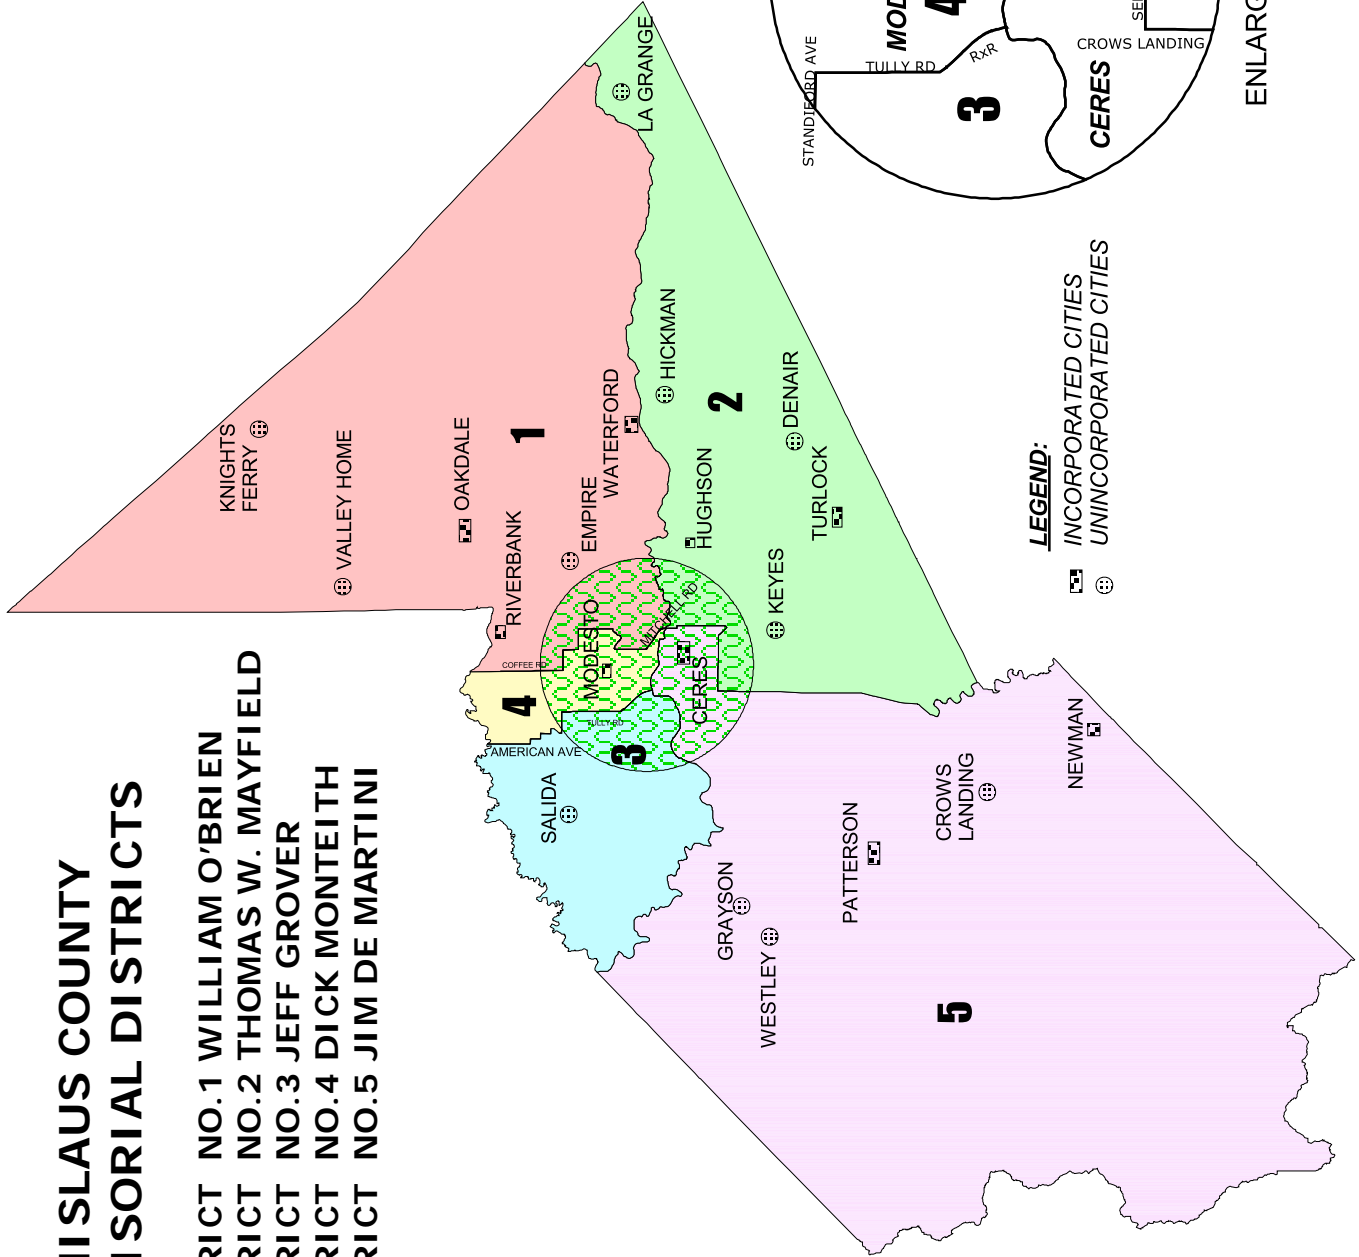 ISLAUS COUNTY
SORIAL DISTRICTS
RICT NO.1 WILLIAM O'BRIEN
RICT NO.2 THOMAS W. MAYFIELD
RICT NO.3 JEFF GROVER
RICT NO.4 DICK MONTEITH
RICT NO.5 JIM DE MARTINI
KNIGHTS
FERRY
VALLEY HOME
OAKDALE
1
RIVERBANK
EMPIRE
WATERFORD
LA GRANGE
HICKMAN
2
HUGHSON
DENAIR
TURLOCK
KEYES
COFFEE RD
MODESTO
MITCHELL RD
CERES
4
TULLY RD
AMERICAN AVE
3
SALIDA
GRAYSON
WESTLEY
PATTERSON
CROWS
LANDING
NEWMAN
5
LEGEND:
INCORPORATED CITIES
UNINCORPORATED CITIES
STANDIFORD AVE
TULLY RD
MOD
4
RxR
3
CROWS LANDING
CERES
SE
ENLARG